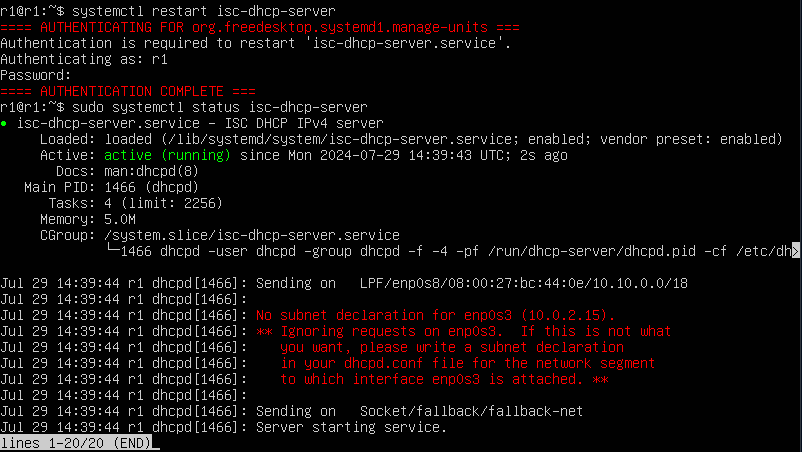 r1@r1:~$ systemctl restart isc-dhcp-server
==== AUTHENTICATING FOR org.freedesktop.systemd1.manage-units ===
Authentication is required to restart 'isc-dhcp-server.service'.
Authenticating as: r1
Password:
==== AUTHENTICATION COMPLETE ===
r1@r1:~$ sudo systemctl status isc-dhcp-server
● isc-dhcp-server.service - ISC DHCP IPv4 server
     Loaded: loaded (/lib/systemd/system/isc-dhcp-server.service; enabled; vendor preset: enabled)
     Active: active (running) since Mon 2024-07-29 14:39:43 UTC; 2s ago
       Docs: man:dhcpd(8)
   Main PID: 1466 (dhcpd)
      Tasks: 4 (limit: 2256)
     Memory: 5.0M
     CGroup: /system.slice/isc-dhcp-server.service
             └─1466 dhcpd -user dhcpd -group dhcpd -f -4 -pf /run/dhcp-server/dhcpd.pid -cf /etc/dh>
Jul 29 14:39:44 r1 dhcpd[1466]: Sending on   LPF/enp0s8/08:00:27:bc:44:0e/10.10.0.0/18
Jul 29 14:39:44 r1 dhcpd[1466]:
Jul 29 14:39:44 r1 dhcpd[1466]: No subnet declaration for enp0s3 (10.0.2.15).
Jul 29 14:39:44 r1 dhcpd[1466]: ** Ignoring requests on enp0s3.  If this is not what
Jul 29 14:39:44 r1 dhcpd[1466]:    you want, please write a subnet declaration
Jul 29 14:39:44 r1 dhcpd[1466]:    in your dhcpd.conf file for the network segment
Jul 29 14:39:44 r1 dhcpd[1466]:    to which interface enp0s3 is attached. **
Jul 29 14:39:44 r1 dhcpd[1466]:
Jul 29 14:39:44 r1 dhcpd[1466]: Sending on   Socket/fallback/fallback-net
Jul 29 14:39:44 r1 dhcpd[1466]: Server starting service.
lines 1-20/20 (END)